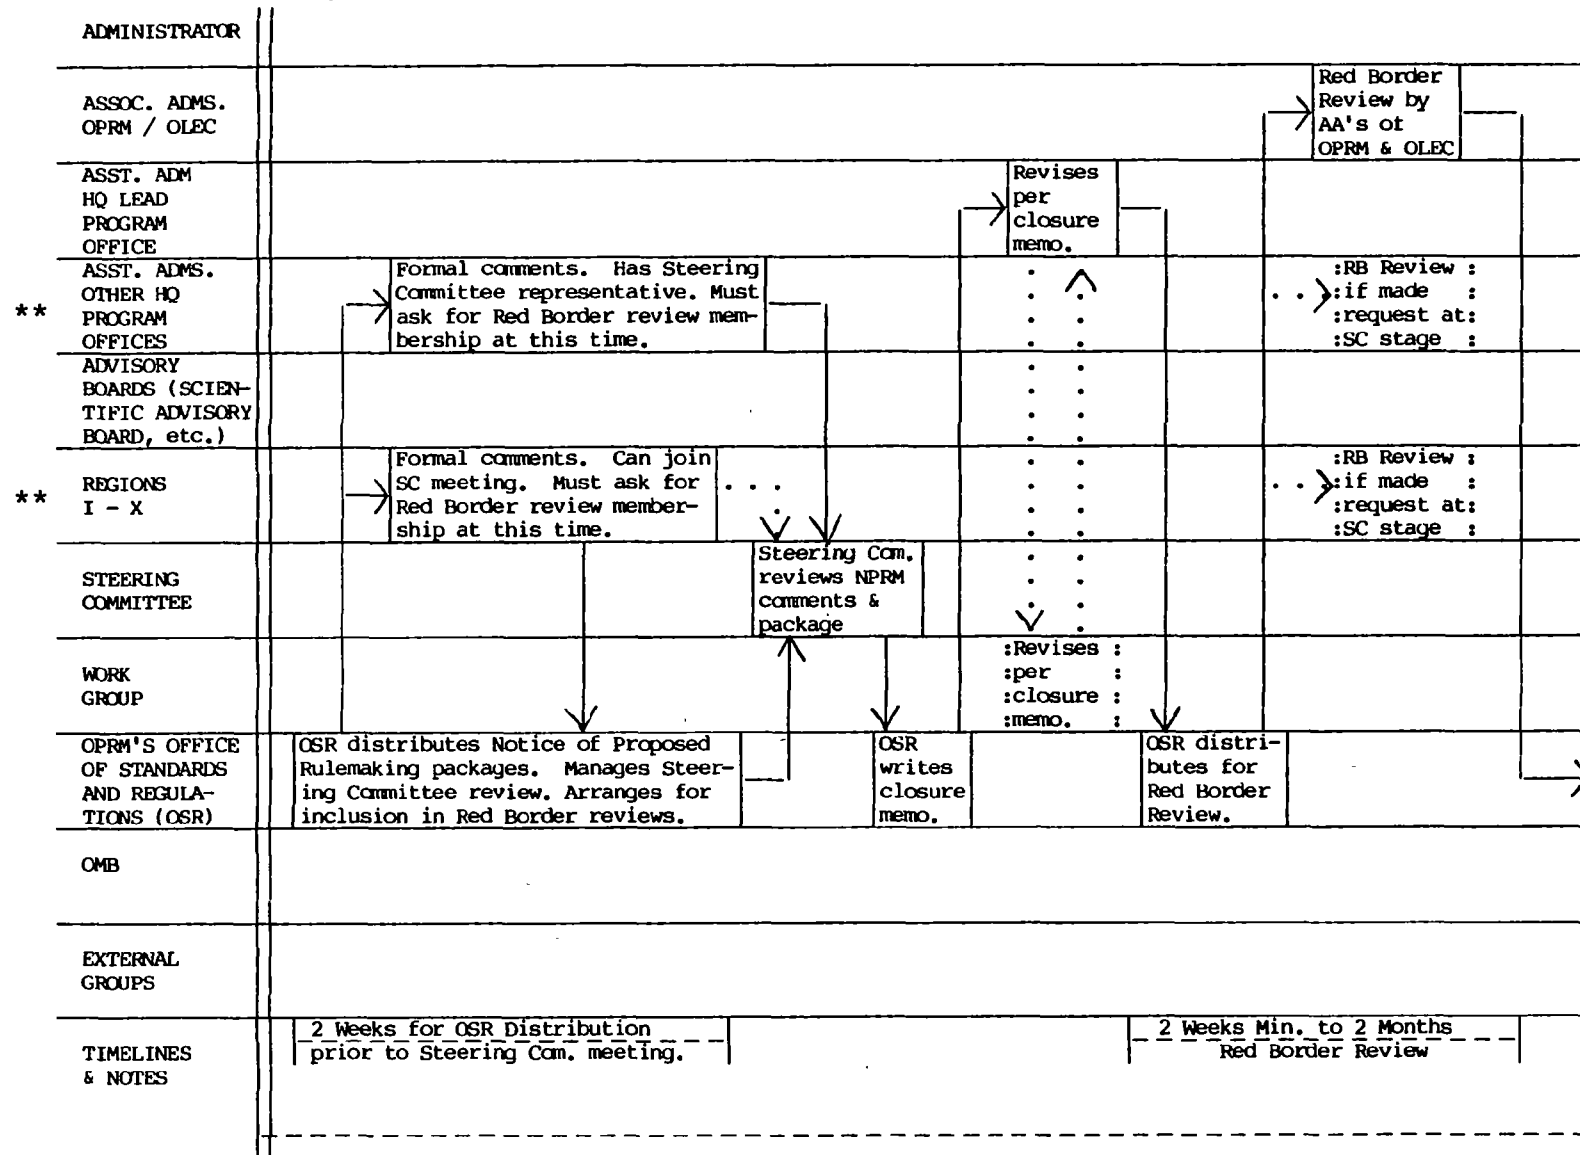 ADMINISTRATOR
ASSOC. ADMS.
OPRM / OLEC
Red Border
Review by
AA's of
OPRM & OLEC
ASST. ADM
HQ LEAD
PROGRAM
OFFICE
Revises
per
closure
memo.
**
ASST. ADMS.
OTHER HQ
PROGRAM
OFFICES
Formal comments. Has Steering
Committee representative. Must
ask for Red Border review mem-
bership at this time.
:RB Review :
:if made :
:request at:
:SC stage :
ADVISORY
BOARDS (SCIEN-
TIFIC ADVISORY
BOARD, etc.)
**
REGIONS
I - X
Formal comments. Can join
SC meeting. Must ask for
Red Border review member-
ship at this time.
:RB Review :
:if made :
:request at:
:SC stage :
STEERING
COMMITTEE
Steering Com.
reviews NPRM
comments &
package
WORK
GROUP
:Revises :
:per :
:closure :
:memo. :
OPRM'S OFFICE
OF STANDARDS
AND REGULA-
TIONS (OSR)
OSR distributes Notice of Proposed
Rulemaking packages. Manages Steer-
ing Committee review. Arranges for
inclusion in Red Border reviews.
OSR
writes
closure
memo.
OSR distri-
butes for
Red Border
Review.
OMB
EXTERNAL
GROUPS
TIMELINES
& NOTES
2 Weeks for OSR Distribution
prior to Steering Com. meeting.
2 Weeks Min. to 2 Months
Red Border Review